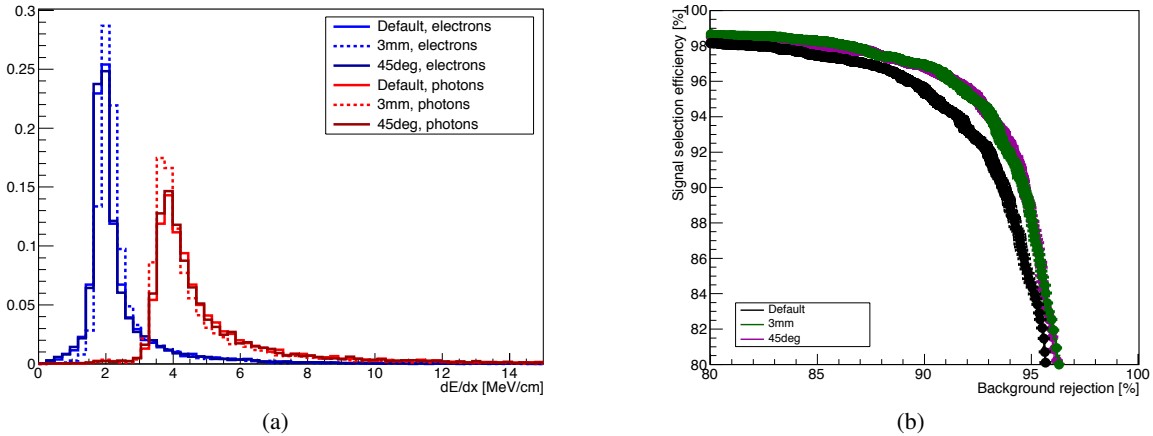 0.3
0.25
0.2
0.15
0.1
0.05
0
0 2 4 6 8 10 12 14
dE/dx [MeV/cm]
Default, electrons
3mm, electrons
45deg, electrons
Default, photons
3mm, photons
45deg, photons
(a)
Signal selection efficiency [%]
100
98
96
94
92
90
88
86
84
82
80
80 85 90 95 100
Background rejection [%]
Default
3mm
45deg
(b)